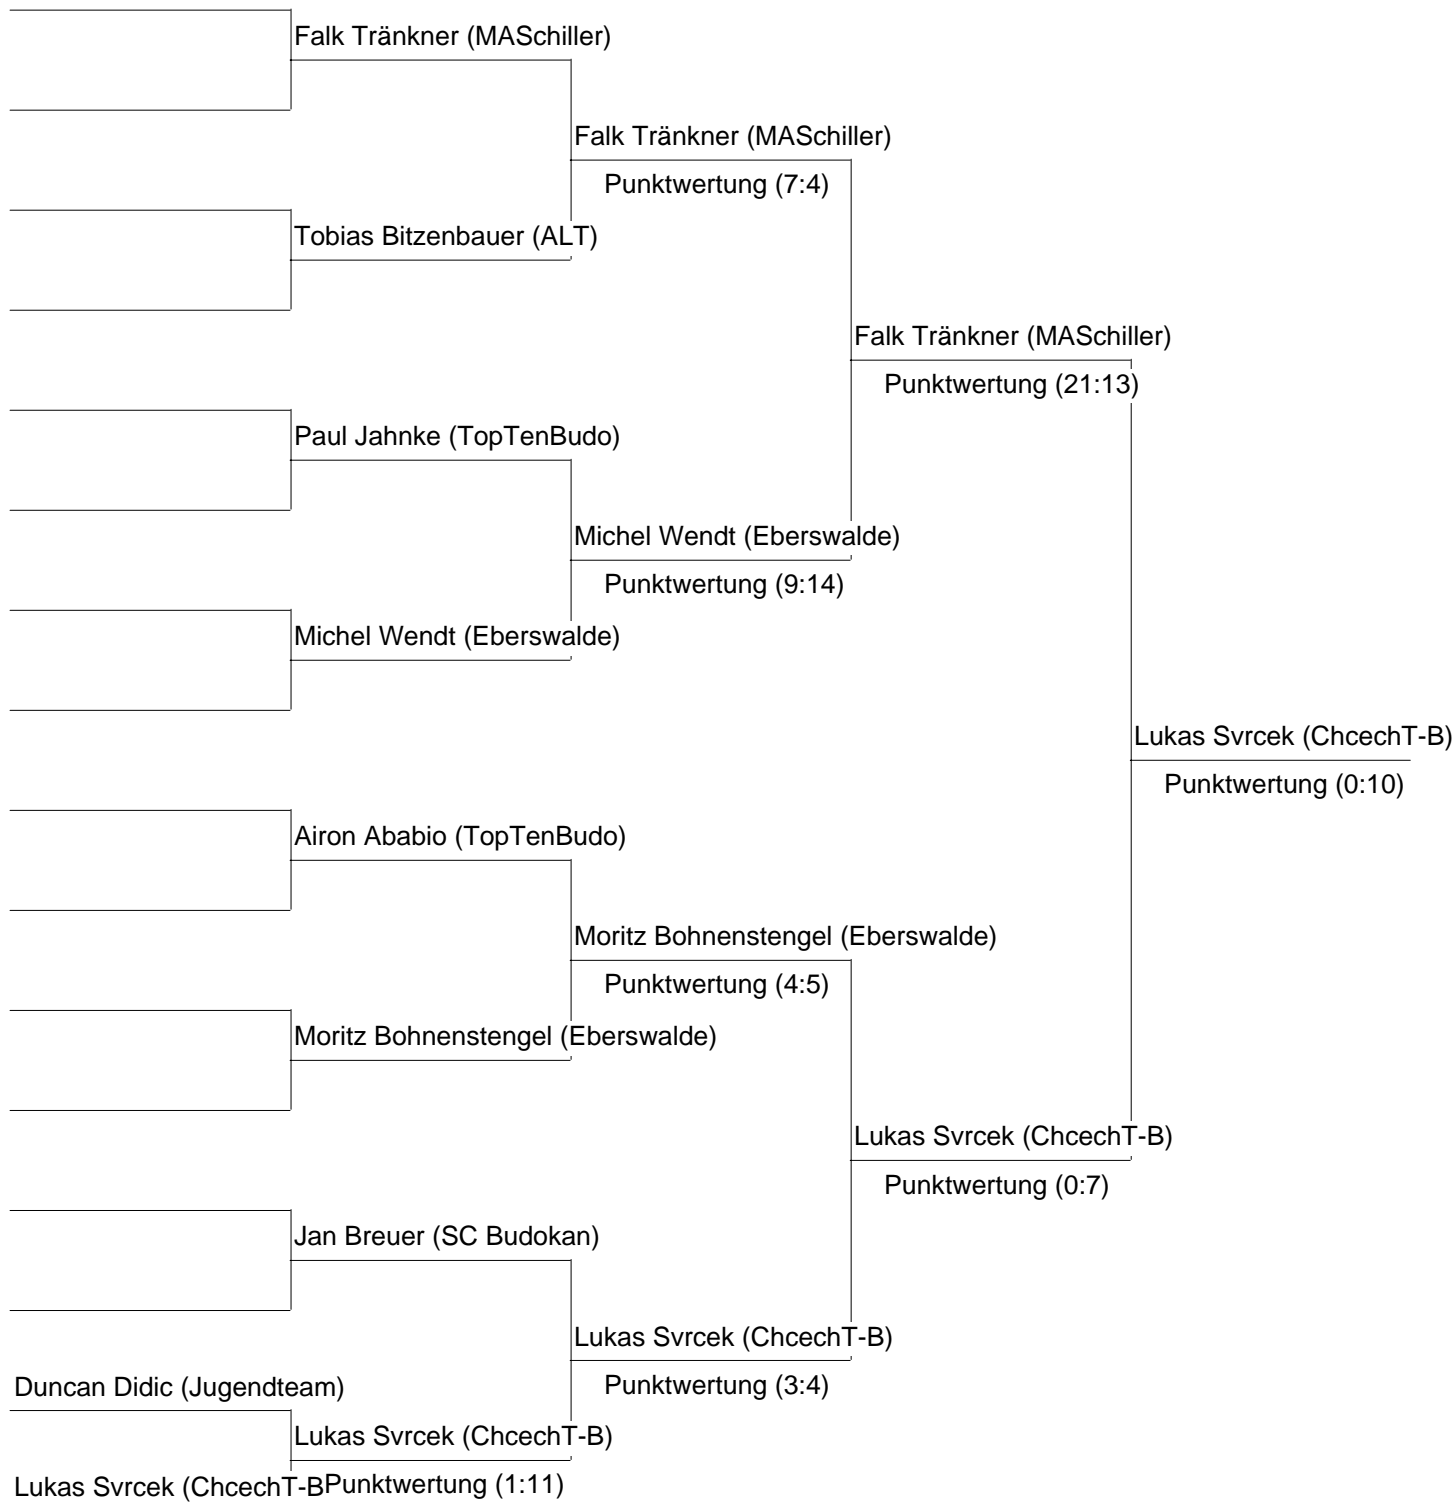 Falk Tränkner (MASchiller)
Falk Tränkner (MASchiller)
Punktwertung (7:4)
Tobias Bitzenbauer (ALT)
Falk Tränkner (MASchiller)
Punktwertung (21:13)
Paul Jahnke (TopTenBudo)
Michel Wendt (Eberswalde)
Punktwertung (9:14)
Michel Wendt (Eberswalde)
Lukas Svrcek (ChcechT-B)
Punktwertung (0:10)
Airon Ababio (TopTenBudo)
Moritz Bohnenstengel (Eberswalde)
Punktwertung (4:5)
Moritz Bohnenstengel (Eberswalde)
Lukas Svrcek (ChcechT-B)
Punktwertung (0:7)
Jan Breuer (SC Budokan)
Lukas Svrcek (ChcechT-B)
Punktwertung (3:4)
Duncan Didic (Jugendteam)
Lukas Svrcek (ChcechT-B)
Lukas Svrcek (ChcechT-B
Punktwertung (1:11)